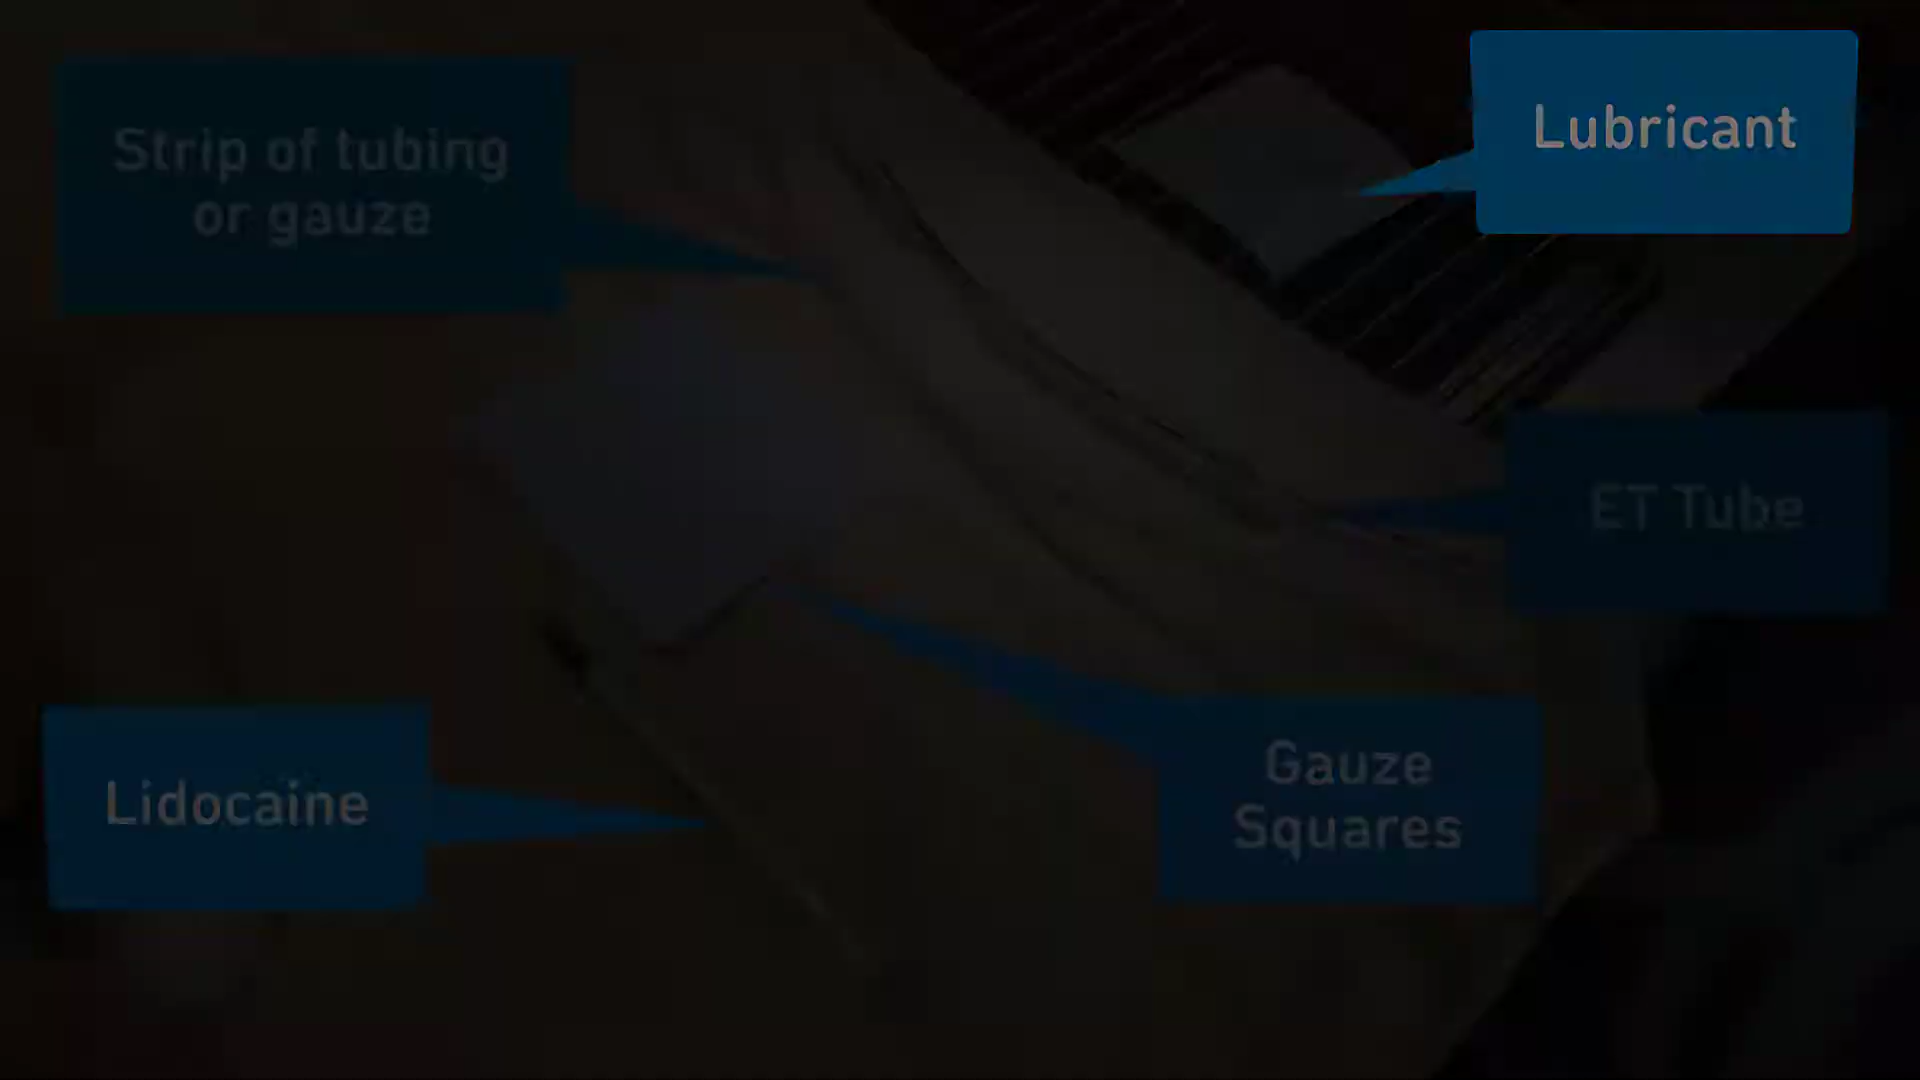 Strip of tubing
or gauze
Lubricant
ET Tube
Lidocaine
Gauze
Squares